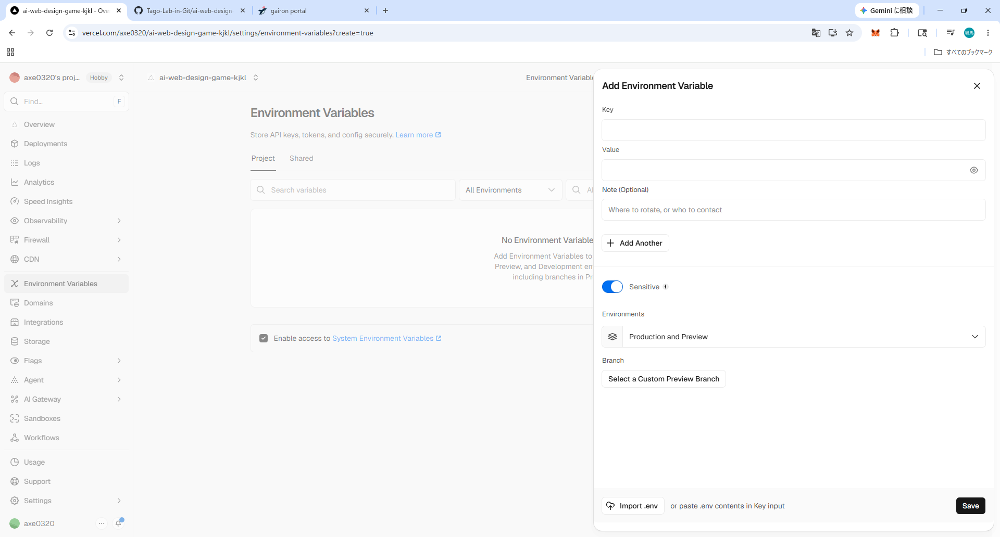 ai-web-design-game-kjkl - Ove
Tago-Lab-in-Git/ai-web-design-
gairon portal
Gemini に相談
vercel.com/axe0320/ai-web-design-game-kjkl/settings/environment-variables?create=true
颯馬
すべてのブックマーク
axe0320's proj...
Hobby
Find...
F
Overview
Deployments
Logs
Analytics
Speed Insights
Observability
Firewall
CDN
Environment Variables
Domains
Integrations
Storage
Flags
Agent
AI Gateway
Sandboxes
Workflows
Usage
Support
Settings
axe0320
ai-web-design-game-kjkl
Environment Variable
Environment Variables
Store API keys, tokens, and config securely. Learn more
Project
Shared
Search variables
All Environments
Al
No Environment Variable
Add Environment Variables to
Preview, and Development env
including branches in Pr
Enable access to System Environment Variables
Add Environment Variable
Key
Value
Note (Optional)
Where to rotate, or who to contact
Add Another
Sensitive
Environments
Production and Preview
Branch
Select a Custom Preview Branch
Import .env
or paste .env contents in Key input
Save